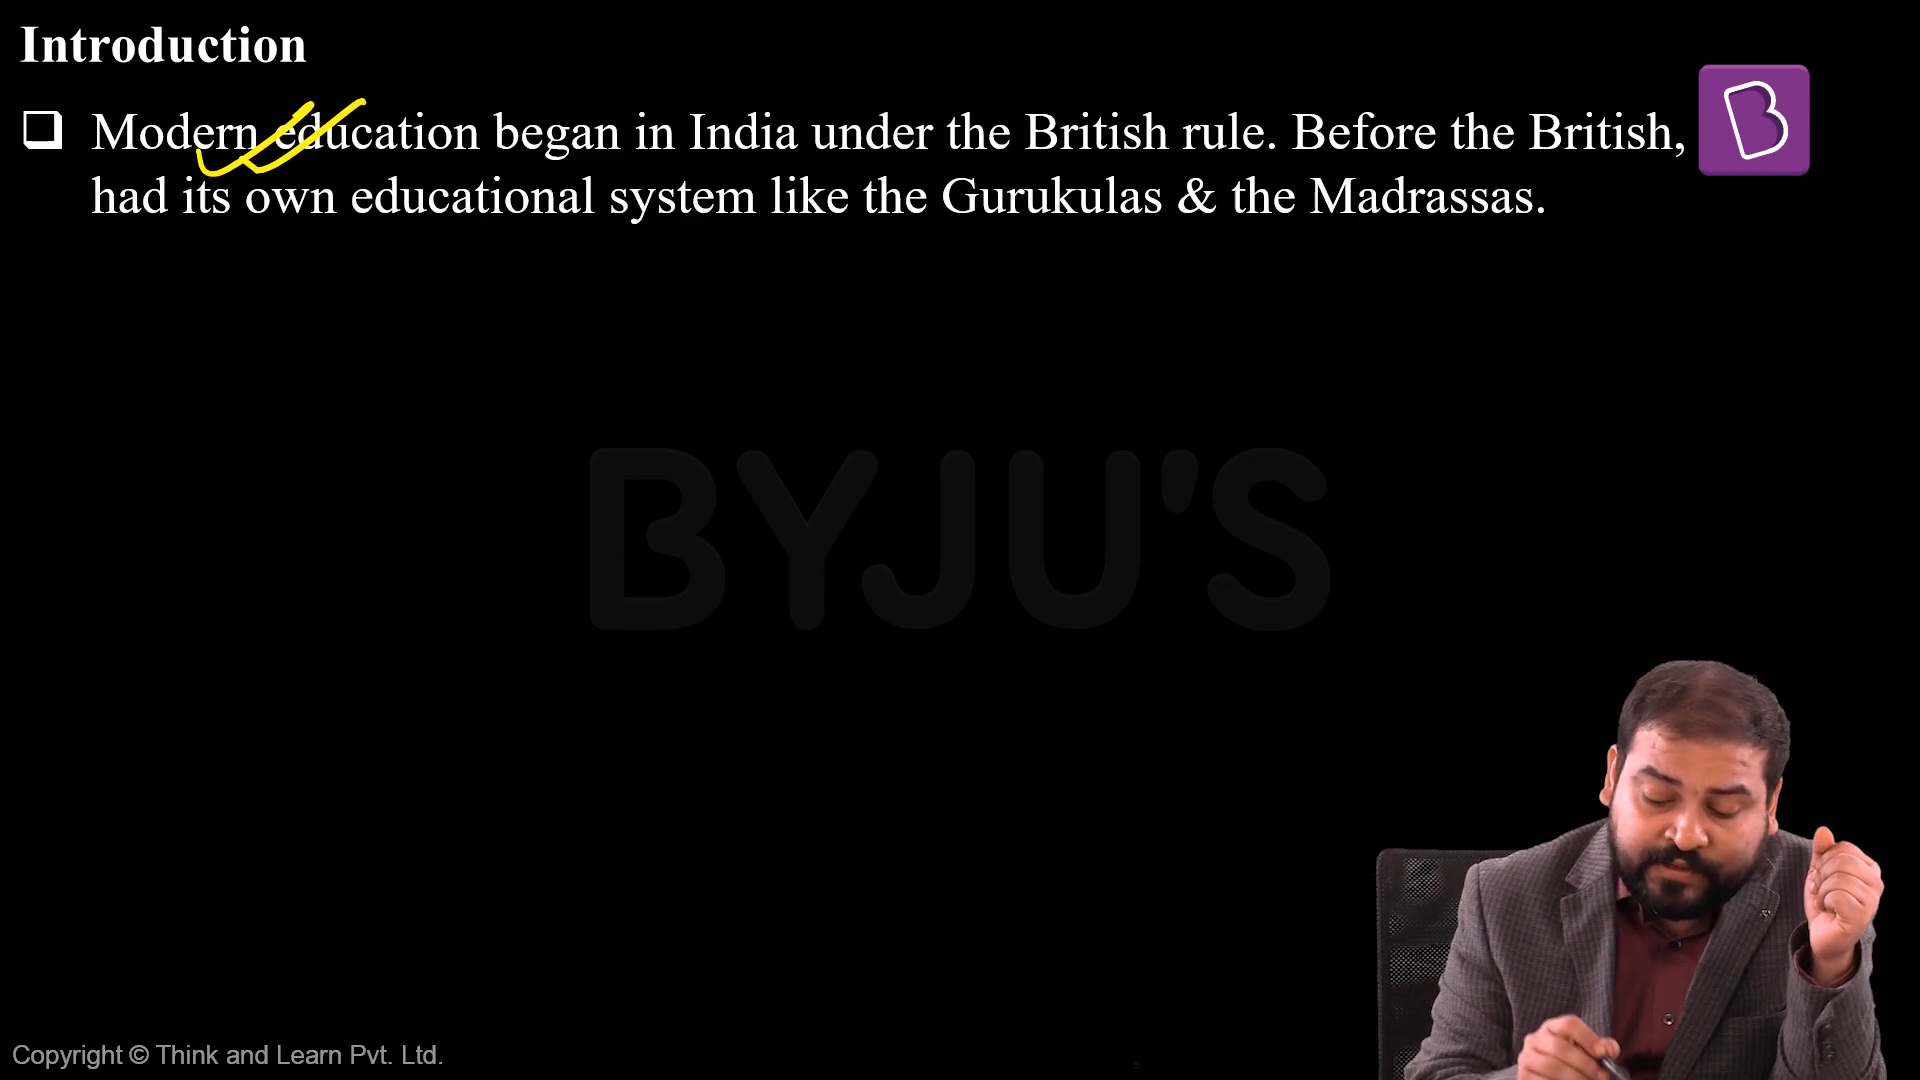 Introduction
❑ Modern education began in India under the British rule. Before the British,
had its own educational system like the Gurukulas & the Madrassas.
BYJU'S
Copyright © Think and Learn Pvt. Ltd.